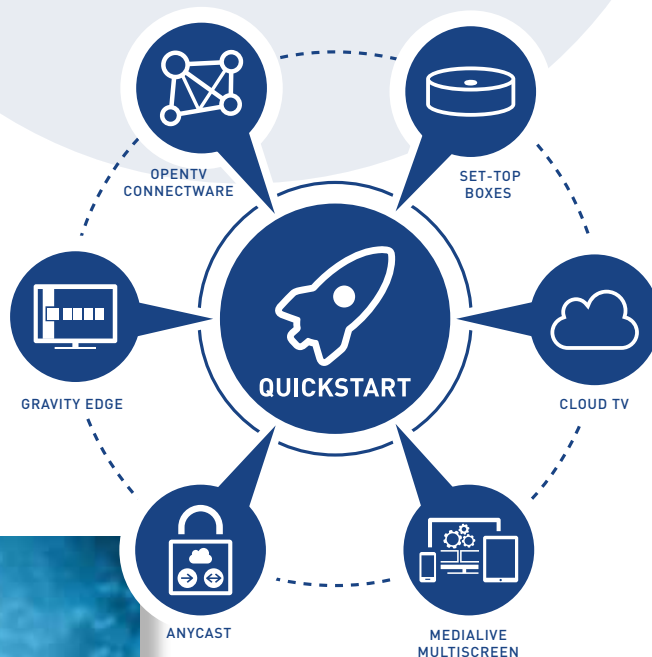 OPENTV
CONNECTWARE
SET-TOP
BOXES
QUICKSTART
GRAVITY EDGE
CLOUD TV
ANYCAST
MEDIALIVE
MULTISCREEN